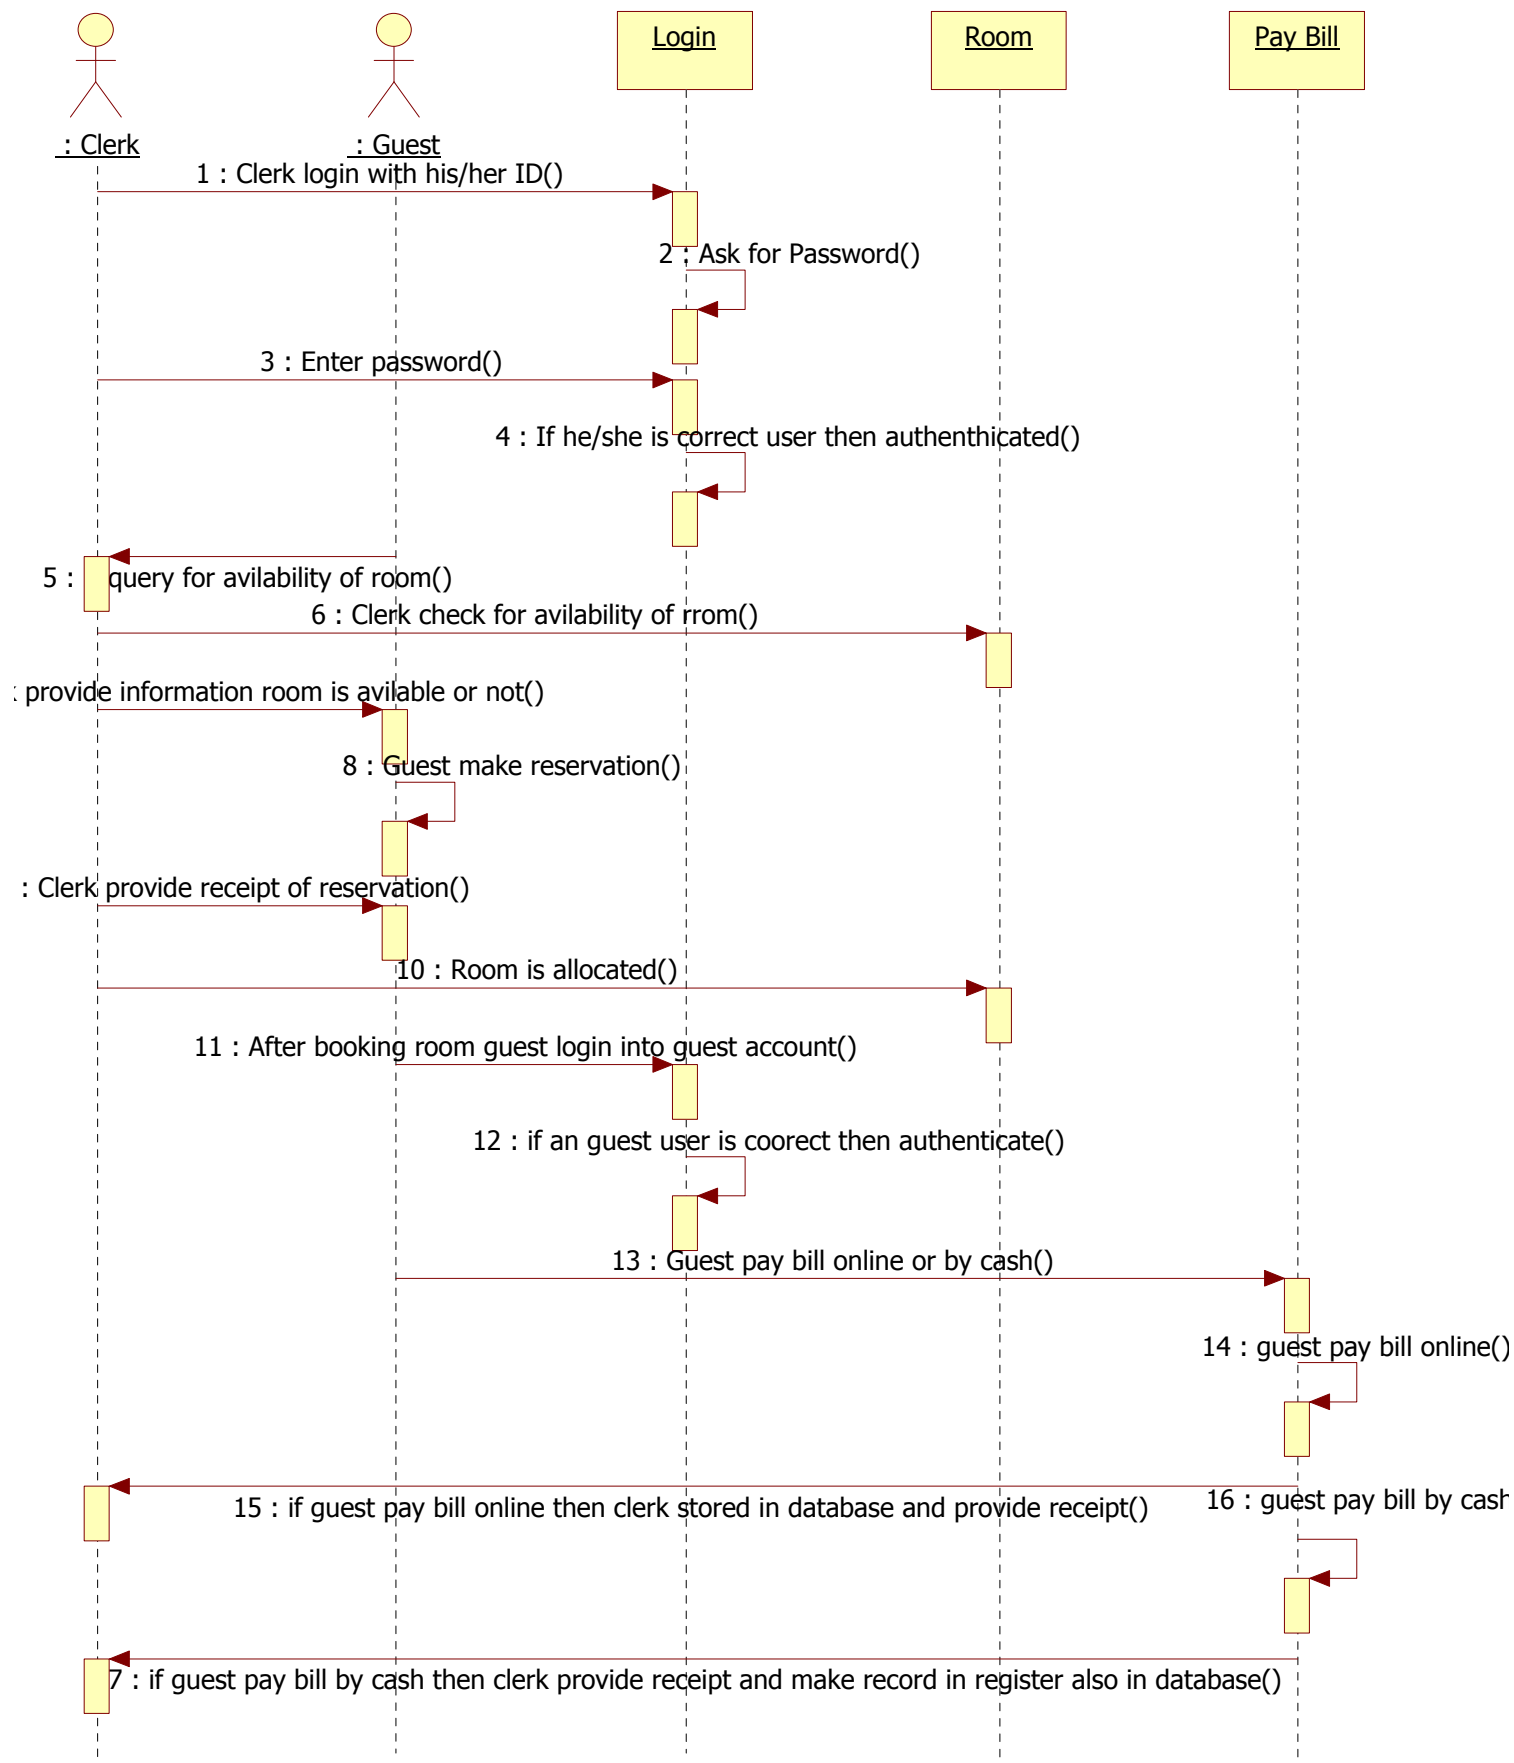 : Clerk
: Guest
Login
Room
Pay Bill
1 : Clerk login with his/her ID()
2 : Ask for Password()
3 : Enter password()
4 : If he/she is correct user then authenthicated()
5 : query for avilability of room()
6 : Clerk check for avilability of rrom()
provide information room is avilable or not()
8 : Guest make reservation()
: Clerk provide receipt of reservation()
10 : Room is allocated()
11 : After booking room guest login into guest account()
12 : if an guest user is coorect then authenticate()
13 : Guest pay bill online or by cash()
14 : guest pay bill online()
15 : if guest pay bill online then clerk stored in database and provide receipt()
16 : guest pay bill by cash
7 : if guest pay bill by cash then clerk provide receipt and make record in register also in database()